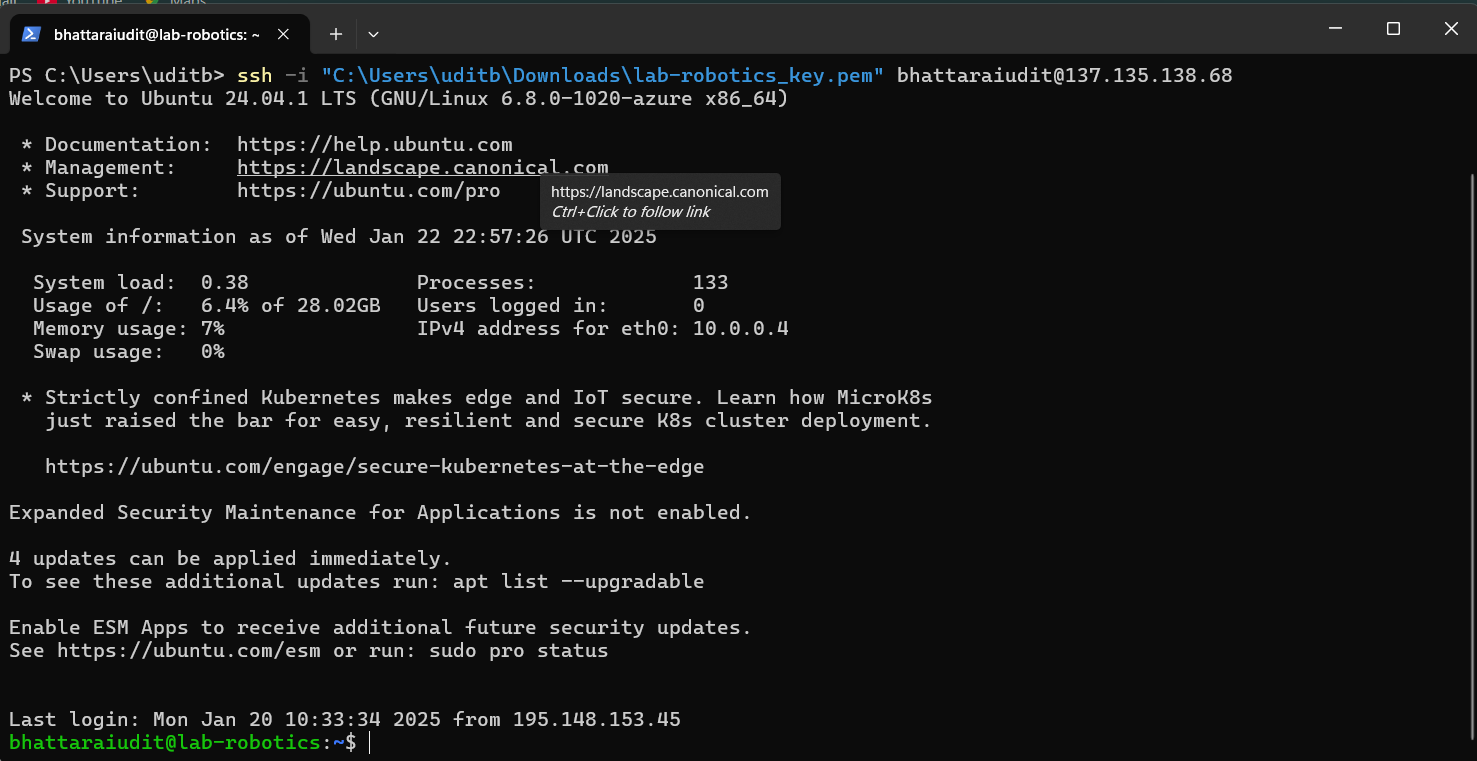 YouTube Maps
bhattaraiudit@lab-robotics: ~
PS C:\Users\uditb> ssh -i "C:\Users\uditb\Downloads\lab-robotics_key.pem" bhattaraiudit@137.135.138.68
Welcome to Ubuntu 24.04.1 LTS (GNU/Linux 6.8.0-1020-azure x86_64)
* Documentation: https://help.ubuntu.com
* Management: https://landscape.canonical.com
* Support: https://ubuntu.com/pro
https://landscape.canonical.com
Ctrl+Click to follow link
System information as of Wed Jan 22 22:57:26 UTC 2025
System load: 0.38 Processes: 133
Usage of /: 6.4% of 28.02GB Users logged in: 0
Memory usage: 7% IPv4 address for eth0: 10.0.0.4
Swap usage: 0%
* Strictly confined Kubernetes makes edge and IoT secure. Learn how MicroK8s
just raised the bar for easy, resilient and secure K8s cluster deployment.
https://ubuntu.com/engage/secure-kubernetes-at-the-edge
Expanded Security Maintenance for Applications is not enabled.
4 updates can be applied immediately.
To see these additional updates run: apt list --upgradable
Enable ESM Apps to receive additional future security updates.
See https://ubuntu.com/esm or run: sudo pro status
Last login: Mon Jan 20 10:33:34 2025 from 195.148.153.45
bhattaraiudit@lab-robotics:~$